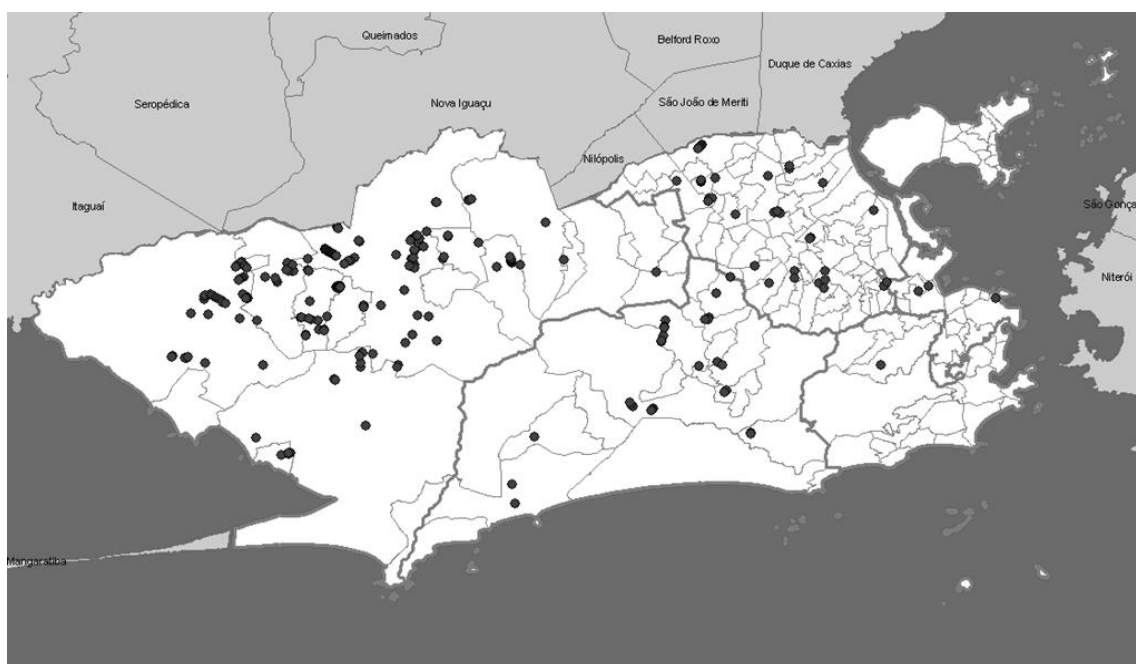 Queimados
Belford Roxo
Duque de Caxias
Seropédica
Nova Iguaçu
São João de Meriti
Nilópolis
Itaguaí
São Gonça
Niterói
Mangaratiba